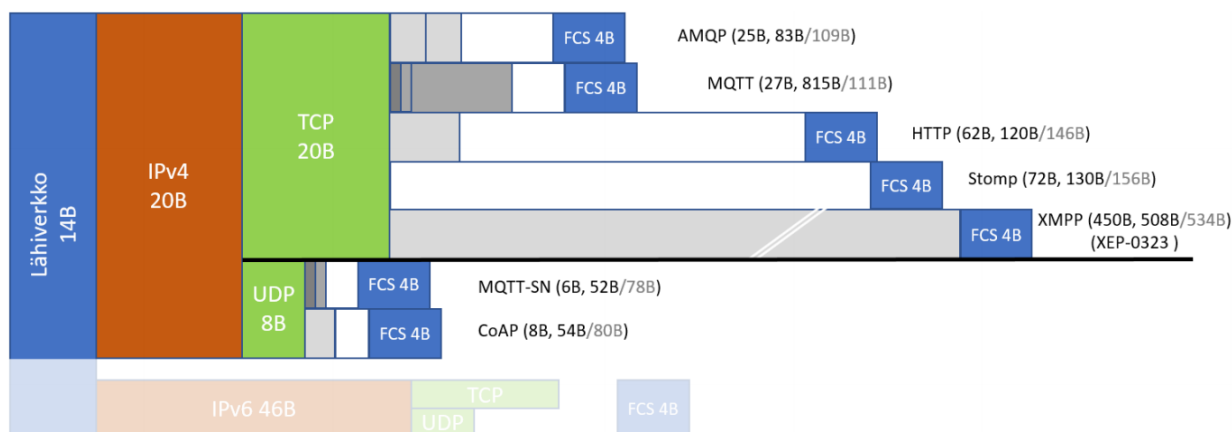 Lähiverkko
14B
IPv4
20B
TCP
20B
FCS 4B
AMQP (25B, 83B/109B)
FCS 4B
MQTT (27B, 815B/111B)
FCS 4B
HTTP (62B, 120B/146B)
FCS 4B
Stomp (72B, 130B/156B)
FCS 4B
XMPP (450B, 508B/534B)
(XEP-0323 )
UDP
8B
FCS 4B
MQTT-SN (6B, 52B/78B)
FCS 4B
CoAP (8B, 54B/80B)
IPv6 46B
TCP
UDP
FCS 4B